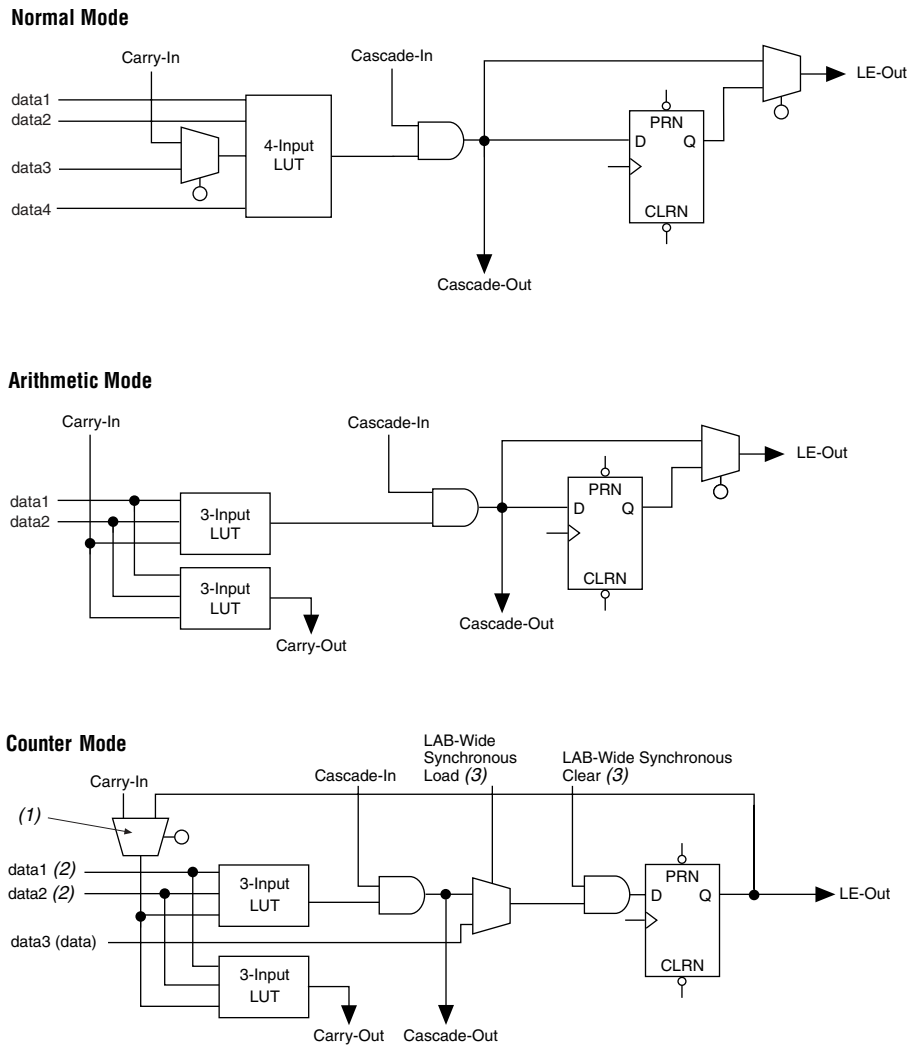 Normal Mode
Carry-In
Cascade-In
LE-Out
data1
data2
data3
data4
4-Input
LUT
PRN
D
Q
CLRN
Cascade-Out
Arithmetic Mode
Carry-In
Cascade-In
LE-Out
data1
data2
3-Input
LUT
3-Input
LUT
PRN
D
Q
CLRN
Carry-Out
Cascade-Out
Counter Mode
Carry-In
Cascade-In
LAB-Wide
Synchronous
Load (3)
LAB-Wide Synchronous
Clear (3)
(1)
data1 (2)
data2 (2)
data3 (data)
3-Input
LUT
3-Input
LUT
PRN
D
Q
CLRN
LE-Out
Carry-Out
Cascade-Out